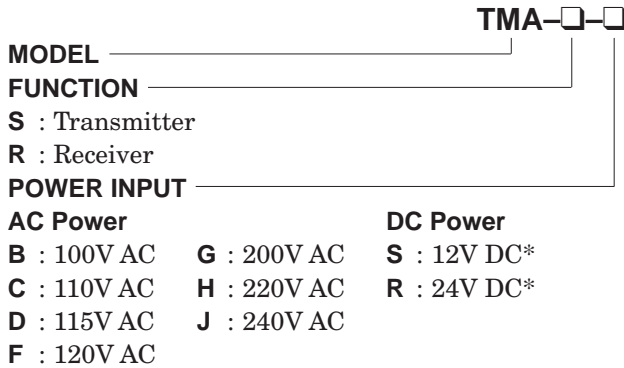 TMA–❏–❏
MODEL
FUNCTION
S : Transmitter
R : Receiver
POWER INPUT
AC Power DC Power
B : 100V AC G : 200V AC S : 12V DC*
C : 110V AC H : 220V AC R : 24V DC*
D : 115V AC J : 240V AC
F : 120V AC